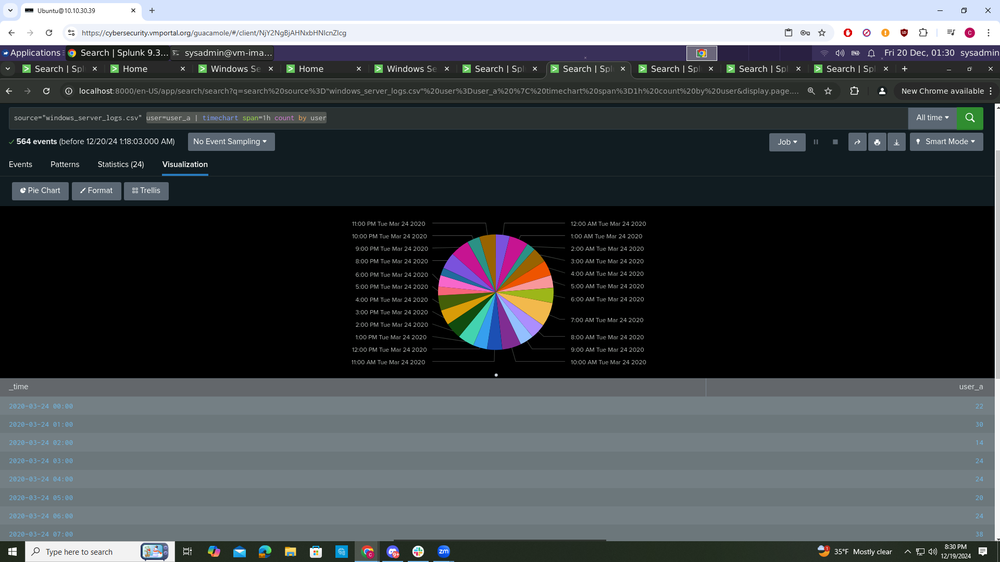 Ubuntu@10.10.30.39
https://cybersecurity.vmportal.org/guacamole/#/client/NjY2NgBjAHNxbHNlcnZlcg
C
Applications
Search | Splunk 9.3...
sysadmin@vm-ima...
Fri 20 Dec, 01:30 sysadmin
Search | Spl
Home
Windows Se
Home
Windows Se
Search | Spl
Search | Spl
Search | Spl
Search | Spl
Search | Spl
localhost:8000/en-US/app/search/search?q=search%20source%3D"windows_server_logs.csv"%20user%3Duser_a%20%7C%20timechart%20span%3D1h%20count%20by%20user&display.page....
New Chrome available
source="windows_server_logs.csv" user=user_a | timechart span=1h count by user
All time
564 events (before 12/20/24 1:18:03.000 AM)
No Event Sampling
Job
Smart Mode
Events
Patterns
Statistics (24)
Visualization
Pie Chart
Format
Trellis
11:00 PM Tue Mar 24 2020
12:00 AM Tue Mar 24 2020
10:00 PM Tue Mar 24 2020
1:00 AM Tue Mar 24 2020
9:00 PM Tue Mar 24 2020
2:00 AM Tue Mar 24 2020
8:00 PM Tue Mar 24 2020
3:00 AM Tue Mar 24 2020
6:00 PM Tue Mar 24 2020
4:00 AM Tue Mar 24 2020
5:00 PM Tue Mar 24 2020
5:00 AM Tue Mar 24 2020
4:00 PM Tue Mar 24 2020
6:00 AM Tue Mar 24 2020
3:00 PM Tue Mar 24 2020
7:00 AM Tue Mar 24 2020
2:00 PM Tue Mar 24 2020
1:00 PM Tue Mar 24 2020
8:00 AM Tue Mar 24 2020
12:00 PM Tue Mar 24 2020
9:00 AM Tue Mar 24 2020
11:00 AM Tue Mar 24 2020
10:00 AM Tue Mar 24 2020
_time
user_a
2020-03-24 00:00
22
2020-03-24 01:00
30
2020-03-24 02:00
14
2020-03-24 03:00
24
2020-03-24 04:00
24
2020-03-24 05:00
20
2020-03-24 06:00
24
2020-03-24 07:00
38
Type here to search
C
9+
zm
1
35°F Mostly clear
8:30 PM
12/19/2024